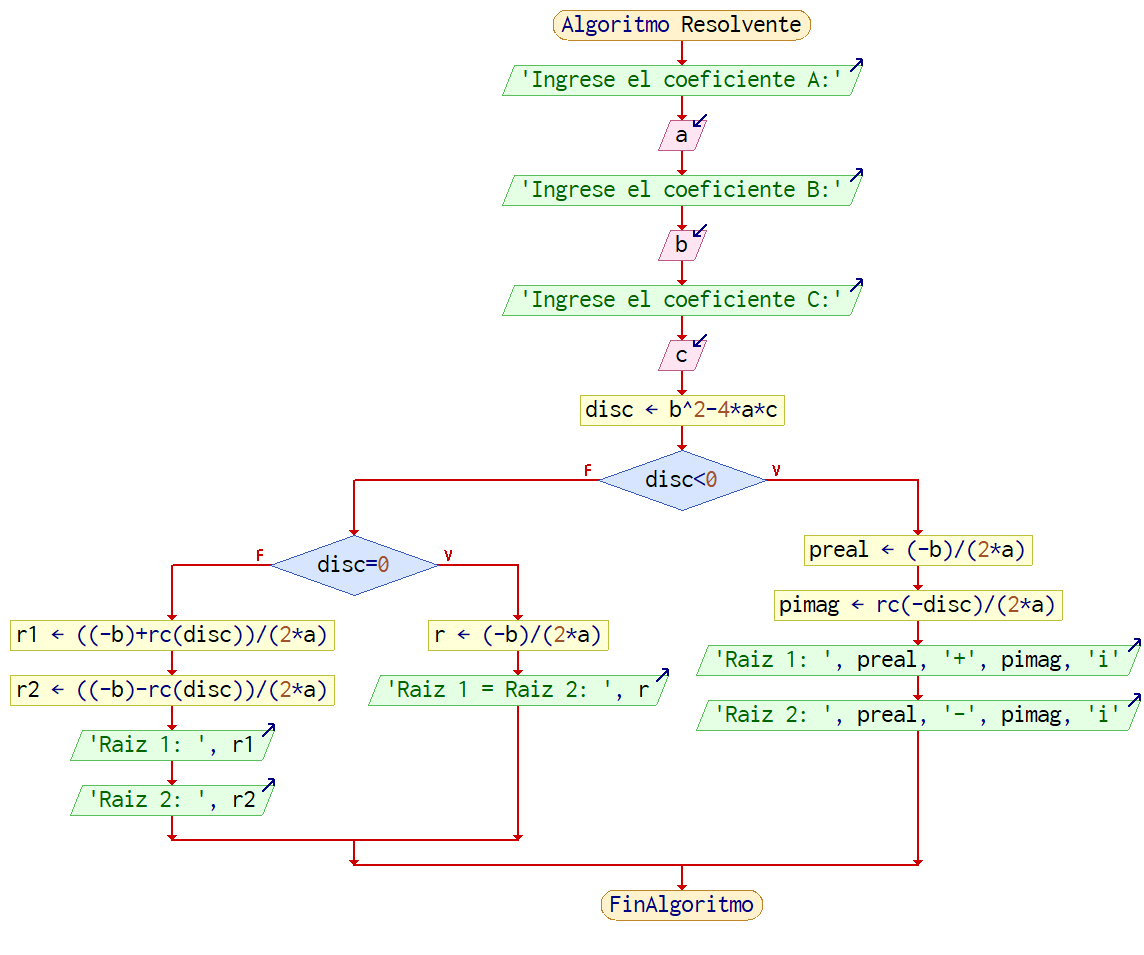 Algoritmo Resolvente
'Ingrese el coeficiente A:'
a
'Ingrese el coeficiente B:'
b
'Ingrese el coeficiente C:'
c
disc ← b^2-4*a*c
F
disc<0
V
F
disc=0
V
r1 ← ((-b)+rc(disc))/(2*a)
r2 ← ((-b)-rc(disc))/(2*a)
'Raiz 1: ', r1
'Raiz 2: ', r2
r ← (-b)/(2*a)
'Raiz 1 = Raiz 2: ', r
preal ← (-b)/(2*a)
pimag ← rc(-disc)/(2*a)
'Raiz 1: ', preal, '+', pimag, 'i'
'Raiz 2: ', preal, '-', pimag, 'i'
FinAlgoritmo